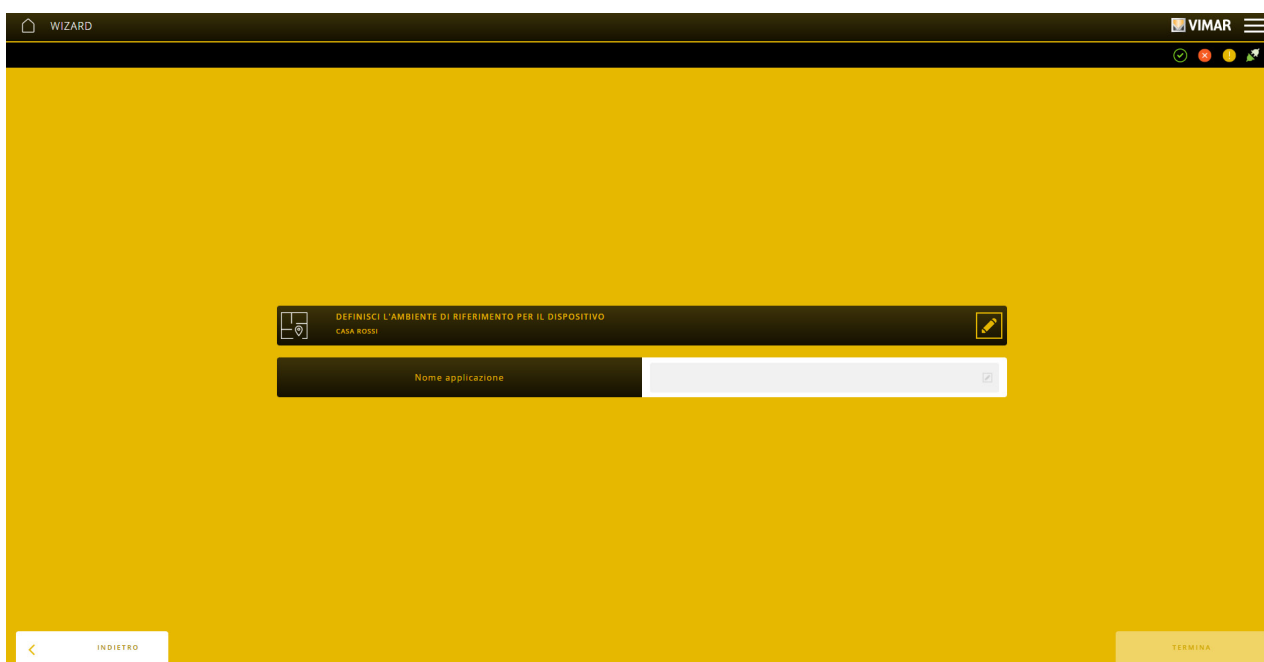 WIZARD
VIMAR
DEFINISCI L'AMBIENTE DI RIFERIMENTO PER IL DISPOSITIVO
CASA ROSSI
Nome applicazione
INDIETRO
TERMINA